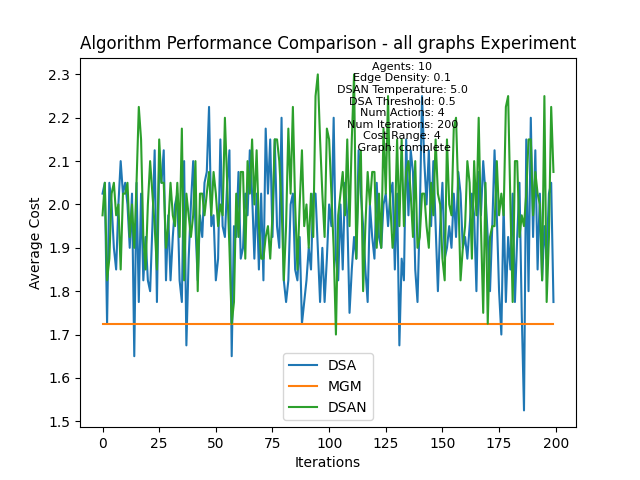 Algorithm Performance Comparison - all graphs Experiment
Agents: 10
Edge Density: 0.1
DSAN Temperature: 5.0
DSA Threshold: 0.5
Num Actions: 4
Num Iterations: 200
Cost Range: 4
Graph: complete
2.3
2.2
2.1
2.0
1.9
1.8
1.7
1.6
1.5
Average Cost
DSA
MGM
DSAN
0 25 50 75 100 125 150 175 200
Iterations